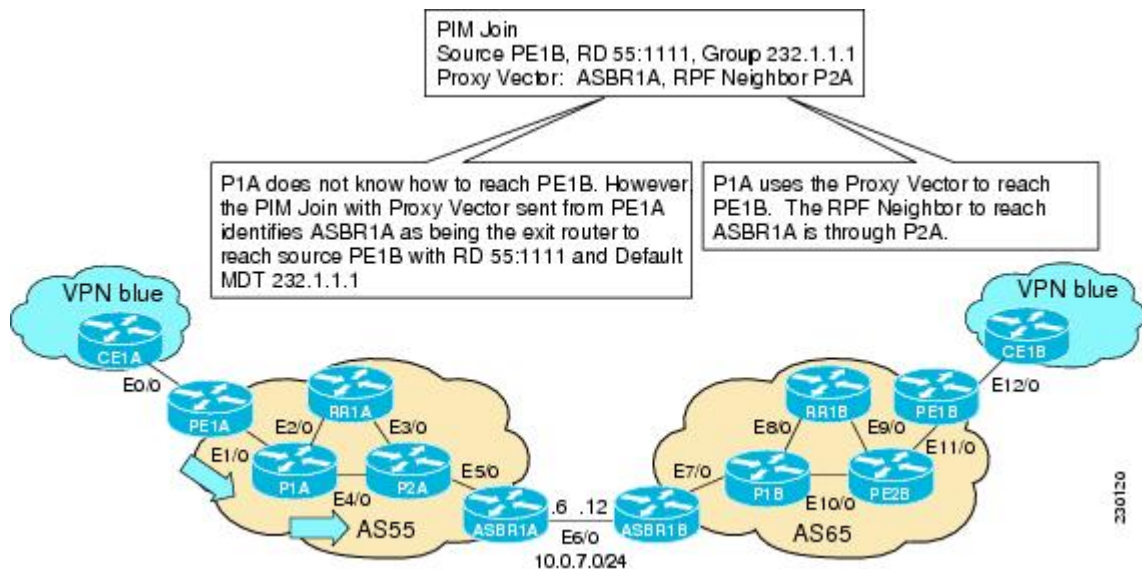 PIM Join
Source PE1B, RD 55:1111, Group 232.1.1.1
Proxy Vector: ASBR1A, RPF Neighbor P2A
P1A does not know how to reach PE1B. However
the PIM Join with Proxy Vector sent from PE1A
identifies ASBR1A as being the exit router to
reach source PE1B with RD 55:1111 and Default
MDT 232.1.1.1
P1A uses the Proxy Vector to reach
PE1B. The RPF Neighbor to reach
ASBR1A is through P2A.
VPN blue
CE1A
E0/0
PE1A
E1/0
RR1A
E2/0
E3/0
P1A
P2A
E4/0
E5/0
AS55
ASBR1A
.6 .12
E6/0
10.0.7.0/24
ASBR1B
VPN blue
CE1B
E12/0
RR1B
PE1B
E8/0
E9/0
E11/0
E7/0
P1B
PE2B
E10/0
AS65
230120